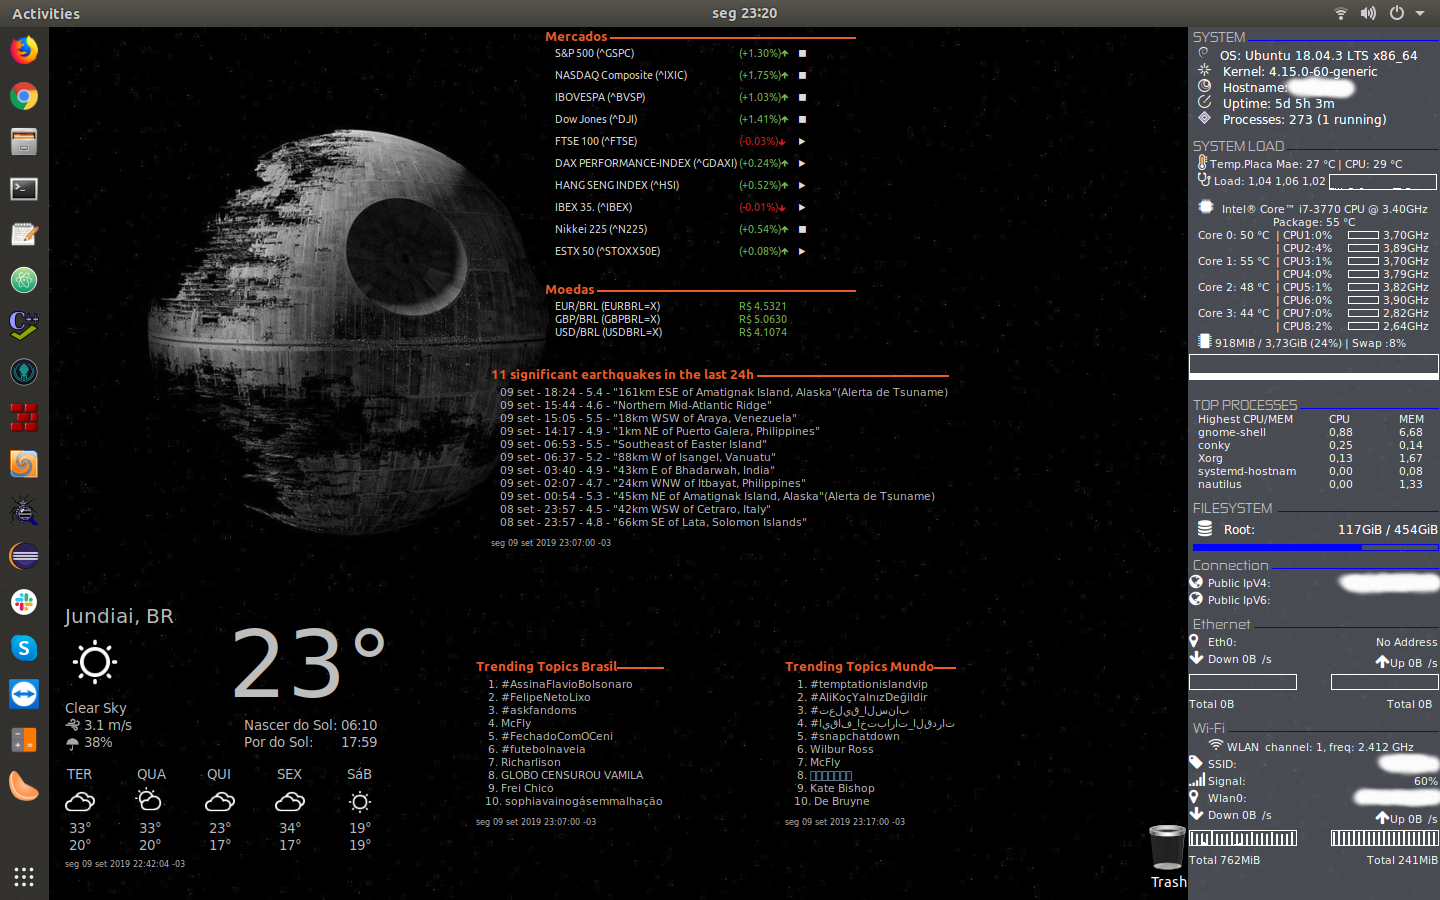 Activities
seg 23:20
Mercados
S&P 500 (^GSPC) (+1.30%)
NASDAQ Composite (^IXIC) (+1.75%)
IBOVESPA (^BVSP) (+1.03%)
Dow Jones (^DJI) (+1.41%)
FTSE 100 (^FTSE) (-0.03%)
DAX PERFORMANCE-INDEX (^GDAXI) (+0.24%)
HANG SENG INDEX (^HSI) (+0.52%)
IBEX 35. (^IBEX) (-0.01%)
Nikkei 225 (^N225) (+0.54%)
ESTX 50 (^STOXX50E) (+0.08%)
Moedas
EUR/BRL (EURBRL=X) R$ 4.5321
GBP/BRL (GBPBRL=X) R$ 5.0630
USD/BRL (USDBRL=X) R$ 4.1074
11 significant earthquakes in the last 24h
09 set - 18:24 - 5.4 - "161km ESE of Amatignak Island, Alaska"(Alerta de Tsuname)
09 set - 15:44 - 4.6 - "Northern Mid-Atlantic Ridge"
09 set - 15:05 - 5.5 - "18km WSW of Araya, Venezuela"
09 set - 14:17 - 4.9 - "1km NE of Puerto Galera, Philippines"
09 set - 06:53 - 5.5 - "Southeast of Easter Island"
09 set - 06:37 - 5.2 - "88km W of Isangel, Vanuatu"
09 set - 03:40 - 4.9 - "43km E of Bhadarwah, India"
09 set - 02:07 - 4.7 - "24km WNW of Itbayat, Philippines"
09 set - 00:54 - 5.3 - "45km NE of Amatignak Island, Alaska"(Alerta de Tsuname)
08 set - 23:57 - 4.5 - "42km WSW of Cetraro, Italy"
08 set - 23:57 - 4.8 - "66km SE of Lata, Solomon Islands"
seg 09 set 2019 23:07:00 -03
Jundiai, BR
23°
Clear Sky
3.1 m/s
38%
Nascer do Sol: 06:10
Por do Sol: 17:59
TER QUA QUI SEX SáB
33° 33° 23° 34° 19°
20° 20° 17° 17° 19°
seg 09 set 2019 22:42:04 -03
Trending Topics Brasil
1. #AssinaFlavioBolsonaro
2. #FelipeNetoLixo
3. #askfandoms
4. McFly
5. #FechadoComOCeni
6. #futebolnaveia
7. Richarlison
8. GLOBO CENSUROU VAMILA
9. Frei Chico
10. sophiavainogásemmalhação
seg 09 set 2019 23:07:00 -03
Trending Topics Mundo
1. #temptationislandvip
2. #AliKoçYalnızDeğildir
3. #تعليق_السناب
4. #ايقاف_اختبارات_القدرات
5. #snapchatdown
6. Wilbur Ross
7. McFly
8.
9. Kate Bishop
10. De Bruyne
seg 09 set 2019 23:17:00 -03
Trash
SYSTEM
OS: Ubuntu 18.04.3 LTS x86_64
Kernel: 4.15.0-60-generic
Hostname:
Uptime: 5d 5h 3m
Processes: 273 (1 running)
SYSTEM LOAD
Temp.Placa Mae: 27 °C | CPU: 29 °C
Load: 1,04 1,06 1,02
Intel® Core™ i7-3770 CPU @ 3.40GHz
Package: 55 °C
Core 0: 50 °C | CPU1:0% 3,70GHz
| CPU2:4% 3,89GHz
Core 1: 55 °C | CPU3:1% 3,70GHz
| CPU4:0% 3,79GHz
Core 2: 48 °C | CPU5:1% 3,82GHz
| CPU6:0% 3,90GHz
Core 3: 44 °C | CPU7:0% 2,82GHz
| CPU8:2% 2,64GHz
918MiB / 3,73GiB (24%) | Swap :8%
TOP PROCESSES
Highest CPU/MEM CPU MEM
gnome-shell 0,88 6,68
conky 0,25 0,14
Xorg 0,13 1,67
systemd-hostnam 0,00 0,08
nautilus 0,00 1,33
FILESYSTEM
Root: 117GiB / 454GiB
Connection
Public IpV4:
Public IpV6:
Ethernet
Eth0: No Address
Down 0B /s Up 0B /s
Total 0B Total 0B
Wi-Fi
WLAN channel: 1, freq: 2.412 GHz
SSID:
Signal: 60%
Wlan0:
Down 0B /s Up 0B /s
Total 762MiB Total 241MiB